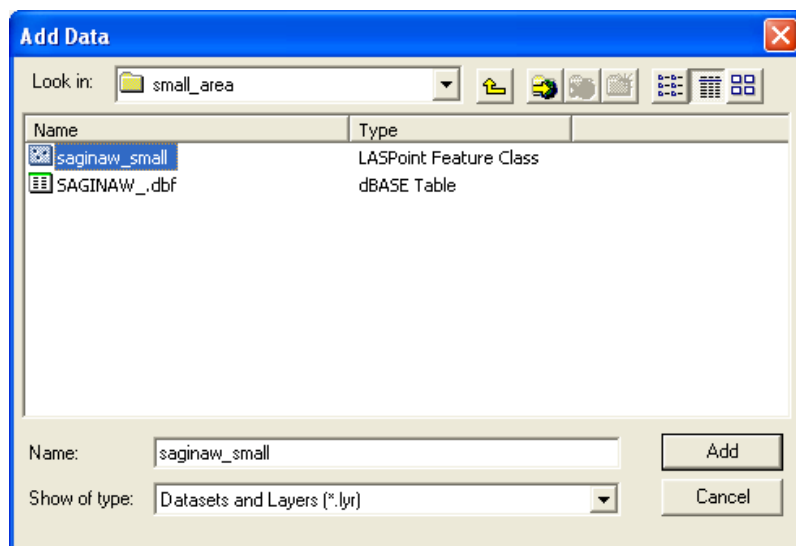 Add Data
Look in: small_area
Name Type
saginaw_small LASPoint Feature Class
SAGINAW_.dbf dBASE Table
Name: saginaw_small Add
Show of type: Datasets and Layers (*.lyr) Cancel